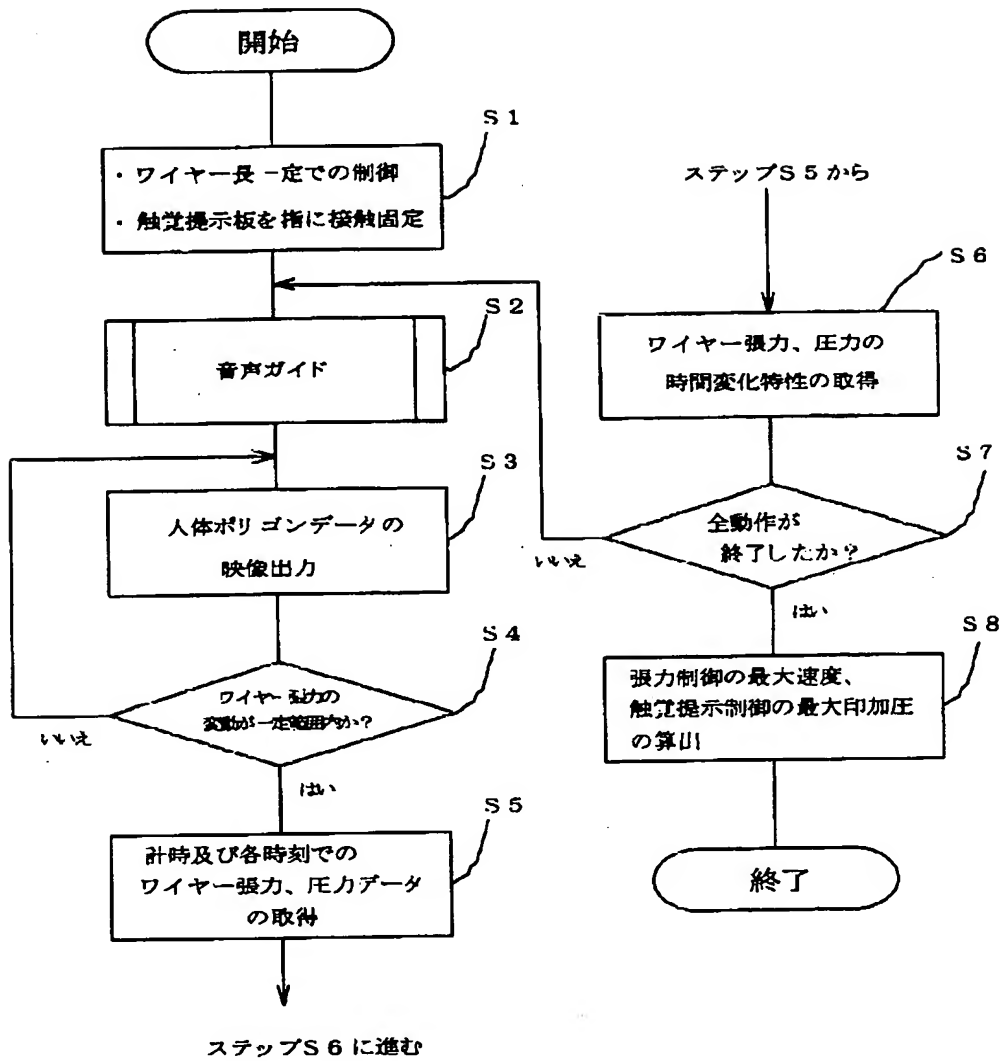 開始
S1
・ワイヤー長一定での制御
・触覚提示板を指に接触固定
S2
音声ガイド
S3
人体ポリゴンデータの
映像出力
S4
ワイヤー張力の
変動が一定範囲内か?
いいえ
はい
S5
計時及び各時刻での
ワイヤー張力、圧力データ
の取得
ステップS6に進む
ステップS5から
S6
ワイヤー張力、圧力の
時間変化特性の取得
S7
全動作が
終了したか?
いいえ
はい
S8
張力制御の最大速度、
触覚提示制御の最大印加圧
の算出
終了